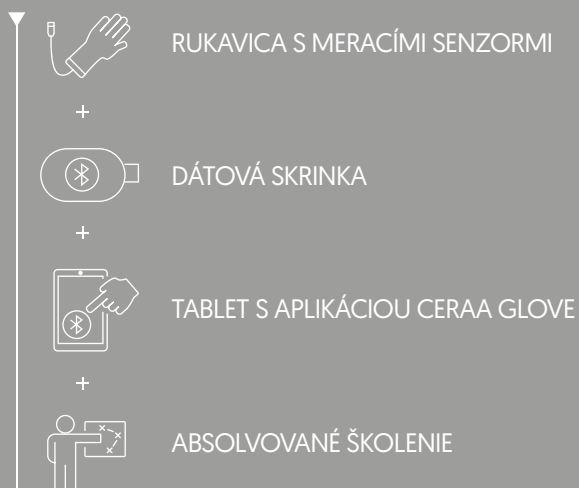 RUKAVICA S MERACÍMI SENZORMI
+
DÁTOVÁ SKRINKA
+
TABLET S APLIKÁCIOU CERAA GLOVE
+
ABSOLVOVANÉ ŠKOLENIE